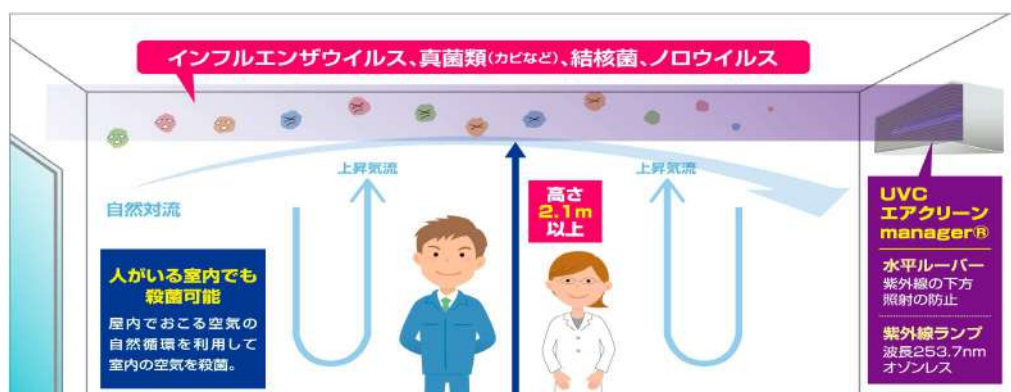 インフルエンザウイルス、真菌類(カビなど)、結核菌、ノロウイルス
上昇気流
上昇気流
自然対流
高さ
2.1m
以上
人がいる室内でも
殺菌可能
屋内でおこる空気の
自然循環を利用して
室内の空気を殺菌。
UVC
エアクリーン
manager®
水平ルーバー
紫外線の下方
照射の防止
紫外線ランプ
波長253.7nm
オゾンレス